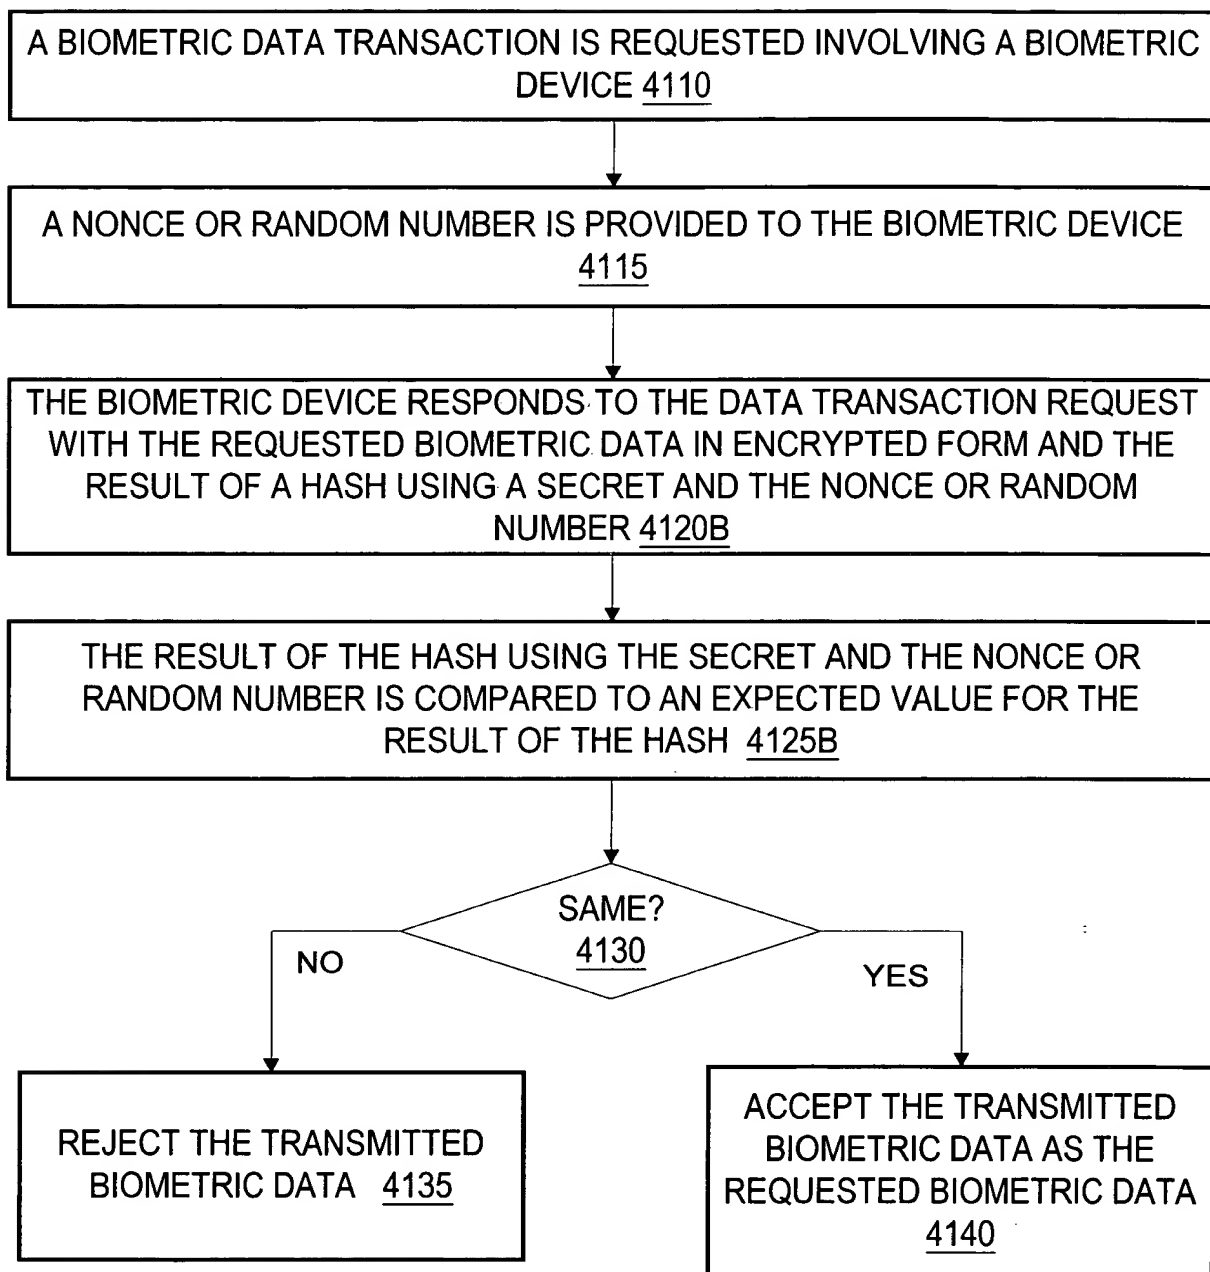 A BIOMETRIC DATA TRANSACTION IS REQUESTED INVOLVING A BIOMETRIC
DEVICE 4110
A NONCE OR RANDOM NUMBER IS PROVIDED TO THE BIOMETRIC DEVICE
4115
THE BIOMETRIC DEVICE RESPONDS TO THE DATA TRANSACTION REQUEST
WITH THE REQUESTED BIOMETRIC DATA IN ENCRYPTED FORM AND THE
RESULT OF A HASH USING A SECRET AND THE NONCE OR RANDOM
NUMBER 4120B
THE RESULT OF THE HASH USING THE SECRET AND THE NONCE OR
RANDOM NUMBER IS COMPARED TO AN EXPECTED VALUE FOR THE
RESULT OF THE HASH 4125B
SAME?
4130
NO
YES
REJECT THE TRANSMITTED
BIOMETRIC DATA 4135
ACCEPT THE TRANSMITTED
BIOMETRIC DATA AS THE
REQUESTED BIOMETRIC DATA
4140